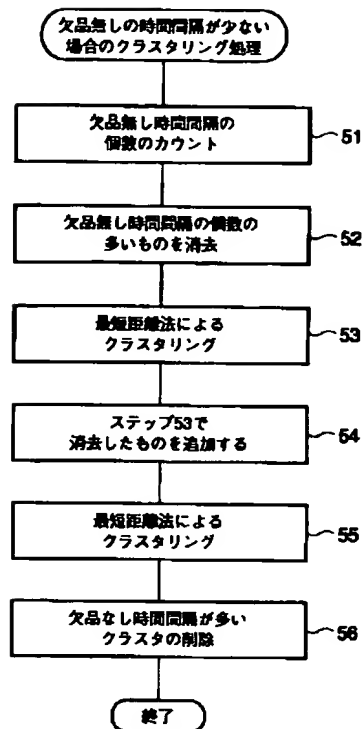 欠品無しの時間間隔が少ない
場合のクラスタリング処理
欠品無し時間間隔の
個数のカウント
51
欠品無し時間間隔の個数の
多いものを消去
52
最短距離法による
クラスタリング
53
ステップ53で
消去したものを追加する
54
最短距離法による
クラスタリング
55
欠品なし時間間隔が多い
クラスタの削除
56
終了